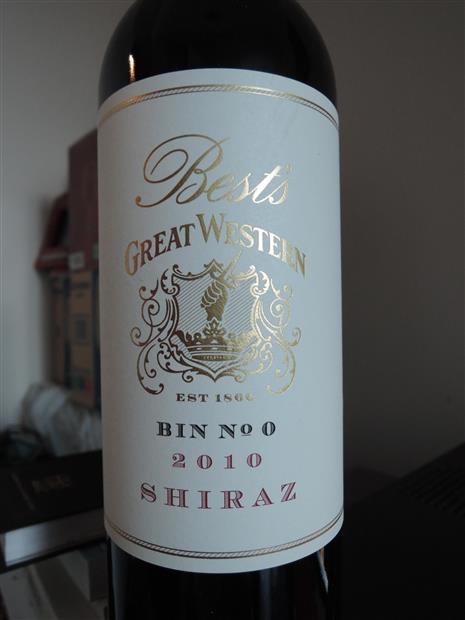 Best's
GREAT WESTERN
EST 1866
BIN No 0
2010
SHIRAZ